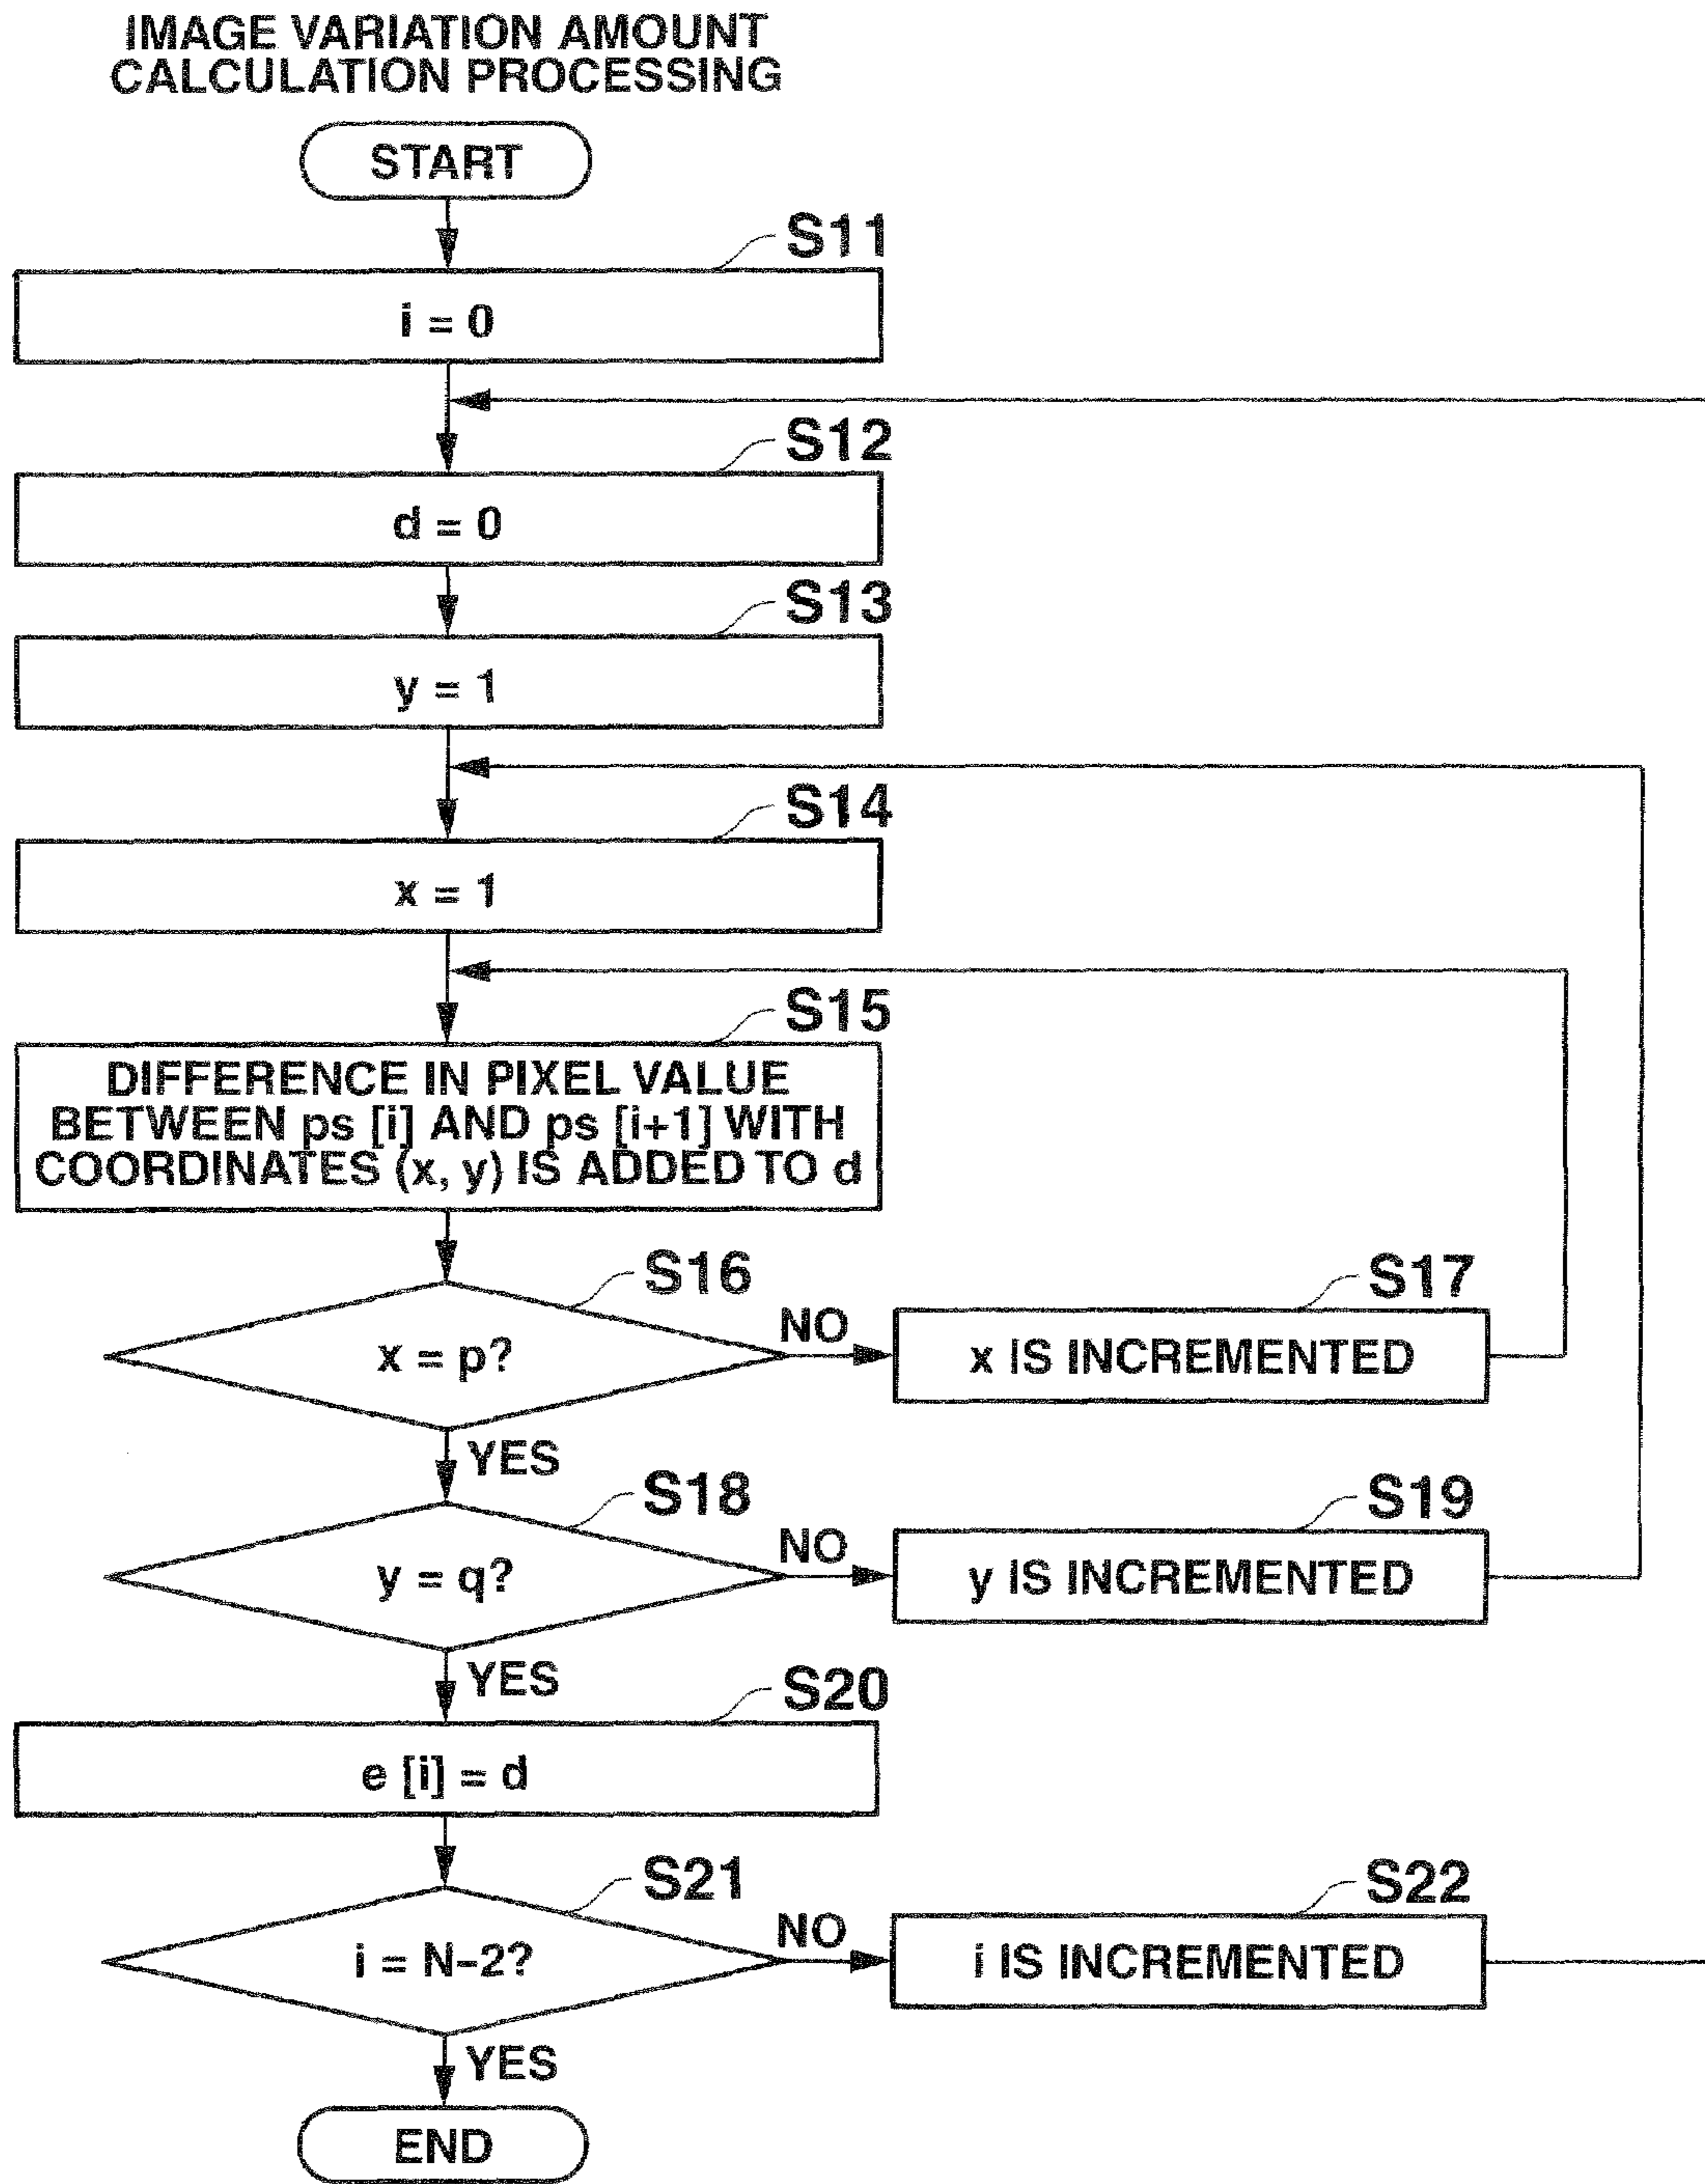 IMAGE VARIATION AMOUNT
CALCULATION PROCESSING
START
S11
i = 0
S12
d = 0
S13
y = 1
S14
x = 1
S15
DIFFERENCE IN PIXEL VALUE
BETWEEN ps [i] AND ps [i+1] WITH
COORDINATES (x, y) IS ADDED TO d
S16
x = p?
NO
S17
x IS INCREMENTED
YES
S18
y = q?
NO
S19
y IS INCREMENTED
YES
S20
e [i] = d
S21
i = N-2?
NO
S22
i IS INCREMENTED
YES
END